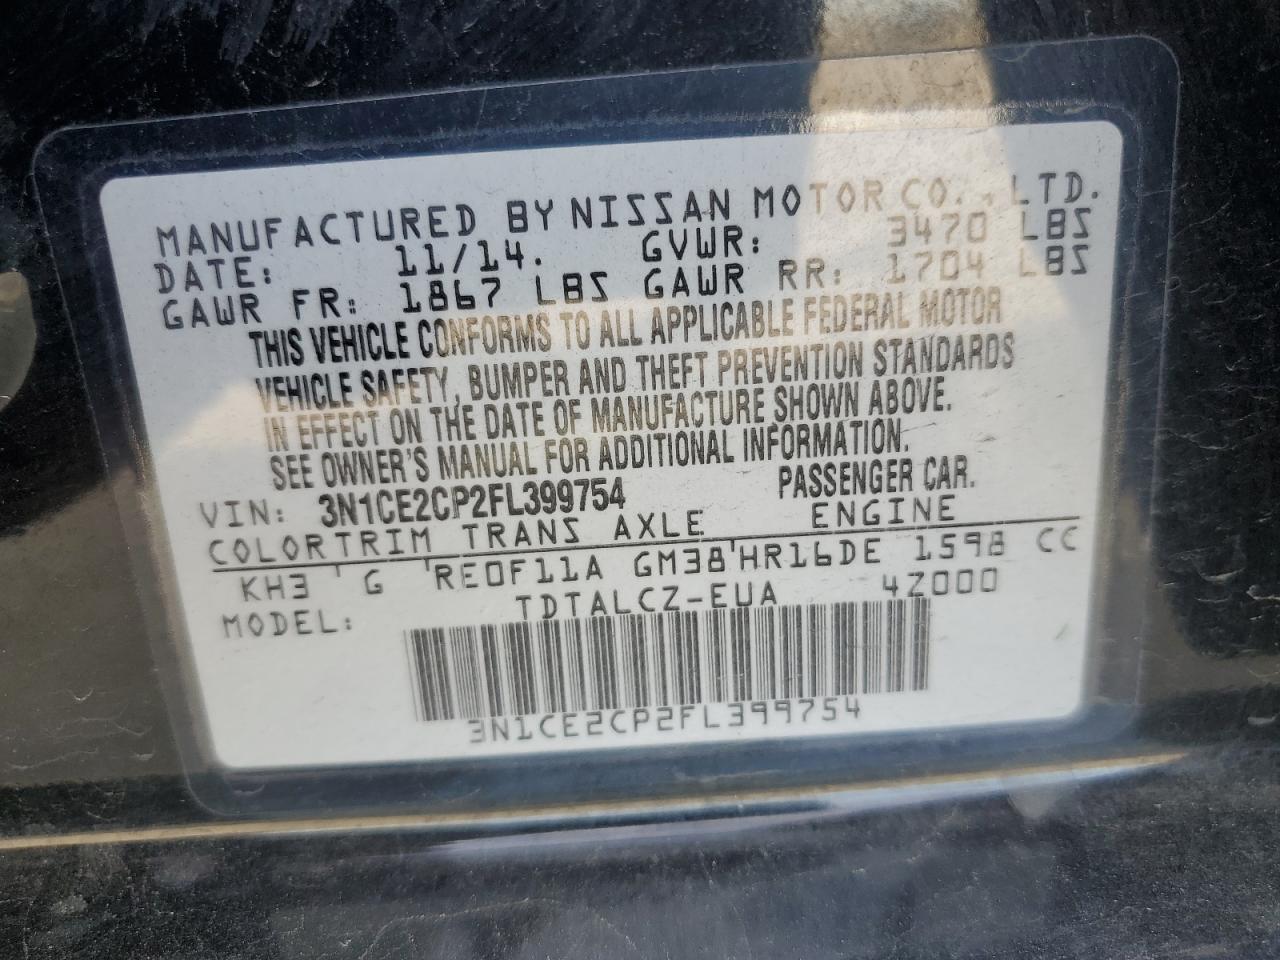 MANUFACTURED BY NISSAN MOTOR CO., LTD.
DATE: 11/14. GVWR: 3470 LBS
GAWR FR: 1867 LBS GAWR RR: 1704 LBS
THIS VEHICLE CONFORMS TO ALL APPLICABLE FEDERAL MOTOR
VEHICLE SAFETY, BUMPER AND THEFT PREVENTION STANDARDS
IN EFFECT ON THE DATE OF MANUFACTURE SHOWN ABOVE.
SEE OWNER'S MANUAL FOR ADDITIONAL INFORMATION.
VIN: 3N1CE2CP2FL399754 PASSENGER CAR.
COLOR TRIM TRANS AXLE ENGINE
KH3 ' G ' RE0F11A GM38 ' HR16DE 1598 CC
MODEL: TDTALCZ-EUA 4Z000
3N1CE2CP2FL399754